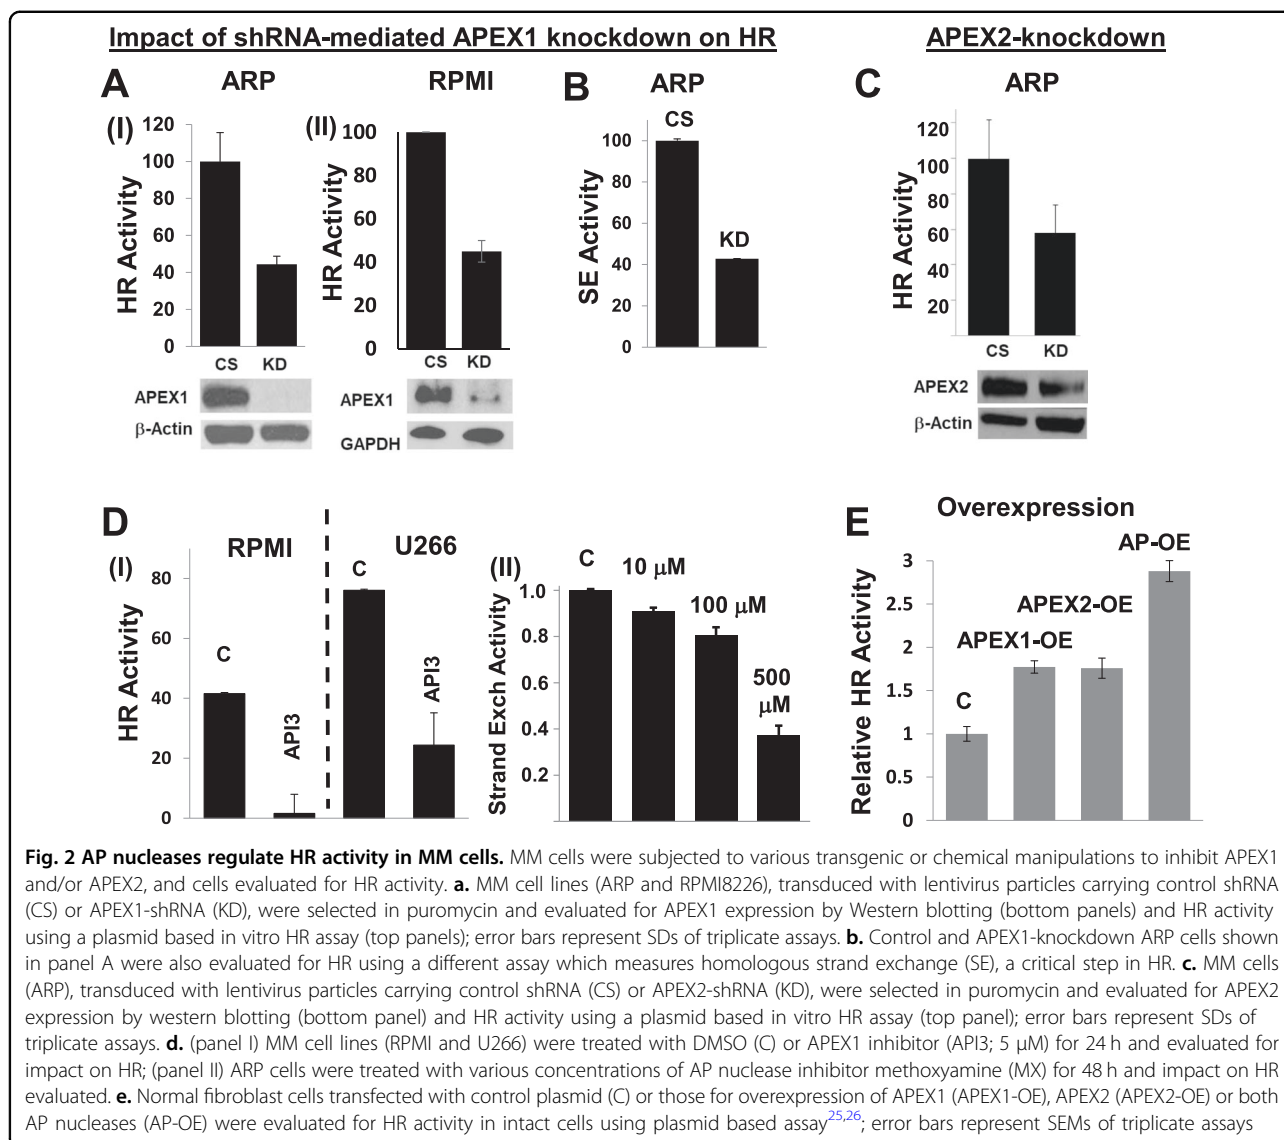 Impact of shRNA-mediated APEX1 knockdown on HR
APEX2-knockdown
A
ARP
(I)
HR Activity
120
100
80
60
40
20
0
CS KD
APEX1
β-Actin
RPMI
(II)
HR Activity
100
80
60
40
20
0
CS KD
APEX1
GAPDH
B
ARP
SE Activity
100
80
60
40
20
0
CS
KD
C
ARP
HR Activity
120
100
80
60
40
20
0
CS KD
APEX2
β-Actin
D
(I)
RPMI
U266
HR Activity
80
60
40
20
0
C
API3
C
API3
(II)
Strand Exch Activity
1.0
0.8
0.6
0.4
0.2
C
10 µM
100 µM
500
µM
E
Overexpression
Relative HR Activity
3
2.5
2
1.5
1
0.5
0
C
APEX1-OE
APEX2-OE
AP-OE
Fig. 2 AP nucleases regulate HR activity in MM cells. MM cells were subjected to various transgenic or chemical manipulations to inhibit APEX1
and/or APEX2, and cells evaluated for HR activity. a. MM cell lines (ARP and RPMI8226), transduced with lentivirus particles carrying control shRNA
(CS) or APEX1-shRNA (KD), were selected in puromycin and evaluated for APEX1 expression by Western blotting (bottom panels) and HR activity
using a plasmid based in vitro HR assay (top panels); error bars represent SDs of triplicate assays. b. Control and APEX1-knockdown ARP cells shown
in panel A were also evaluated for HR using a different assay which measures homologous strand exchange (SE), a critical step in HR. c. MM cells
(ARP), transduced with lentivirus particles carrying control shRNA (CS) or APEX2-shRNA (KD), were selected in puromycin and evaluated for APEX2
expression by western blotting (bottom panel) and HR activity using a plasmid based in vitro HR assay (top panel); error bars represent SDs of
triplicate assays. d. (panel I) MM cell lines (RPMI and U266) were treated with DMSO (C) or APEX1 inhibitor (API3; 5 µM) for 24 h and evaluated for
impact on HR; (panel II) ARP cells were treated with various concentrations of AP nuclease inhibitor methoxyamine (MX) for 48 h and impact on HR
evaluated. e. Normal fibroblast cells transfected with control plasmid (C) or those for overexpression of APEX1 (APEX1-OE), APEX2 (APEX2-OE) or both
AP nucleases (AP-OE) were evaluated for HR activity in intact cells using plasmid based assay25,26; error bars represent SEMs of triplicate assays